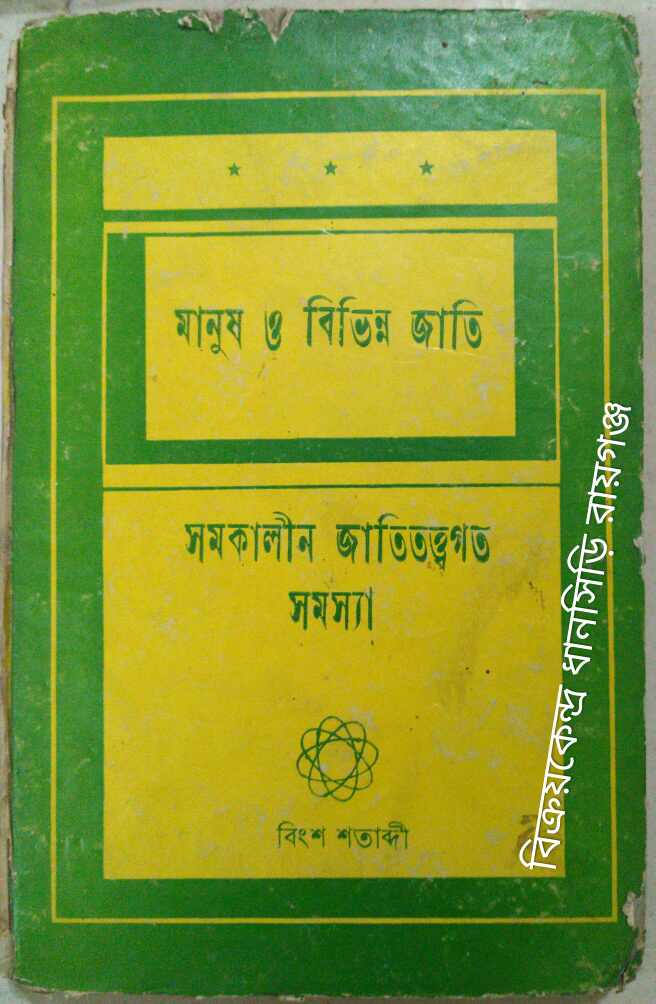 মানুষ ও বিভিন্ন জাতি
সমকালীন জাতিতত্ত্বগত
সমস্যা
বিংশ শতাব্দী
বিক্রয়কেন্দ্র ধানসিড়ি রায়গঞ্জ